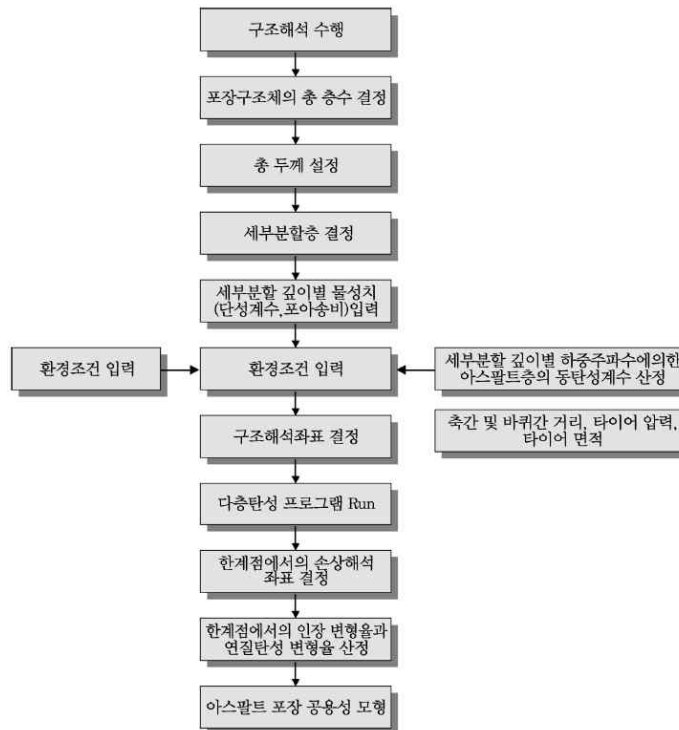 구조해석 수행
포장구조체의 총 층수 결정
총 두께 설정
세부분할층 결정
세부분할 깊이별 물성치
(단성계수,포아송비)입력
환경조건 입력
환경조건 입력
세부분할 깊이별 하중주파수에의한
아스팔트층의 동탄성계수 산정
구조해석좌표 결정
축간 및 바퀴간 거리, 타이어 압력,
타이어 면적
다층탄성 프로그램 Run
한계점에서의 손상해석
좌표 결정
한계점에서의 인장 변형율과
연질탄성 변형율 산정
아스팔트 포장 공용성 모형